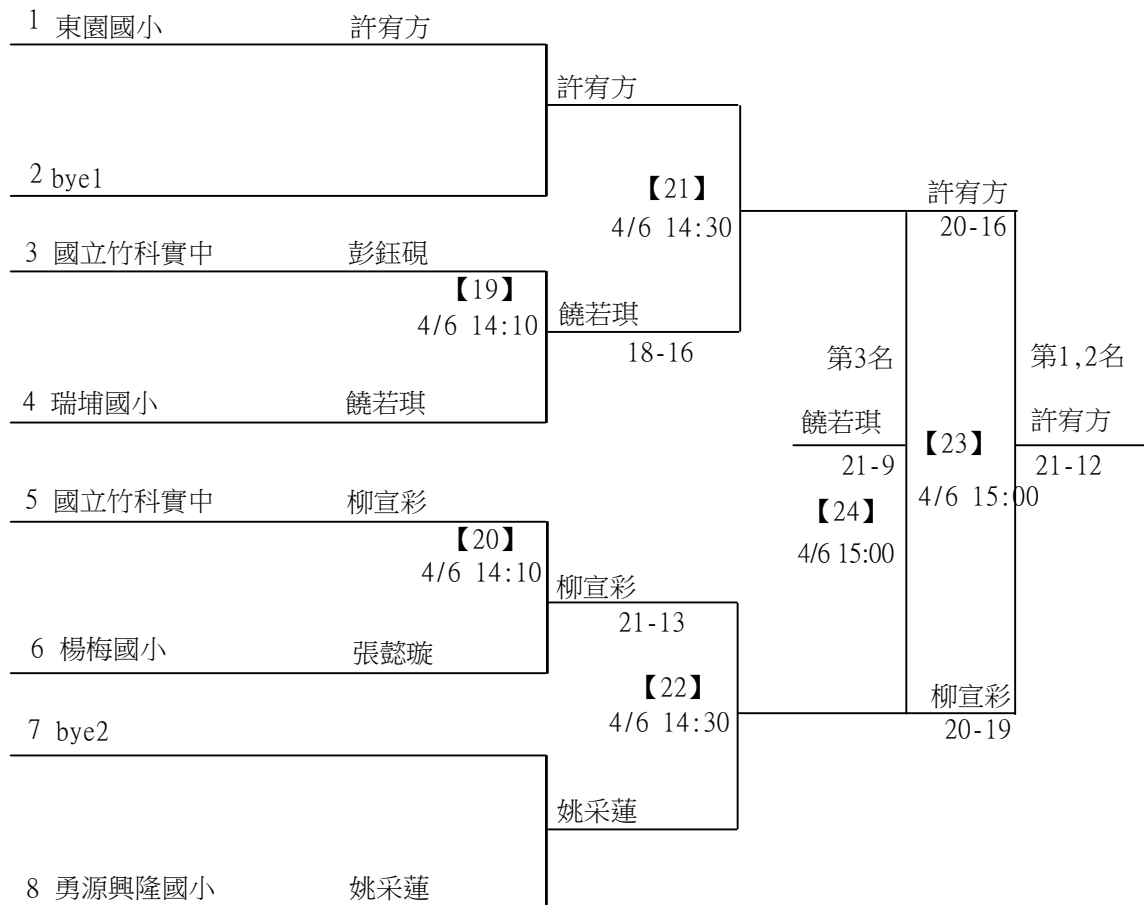 1 東園國小 許宥方
許宥方
2 bye1
【21】
4/6 14:30
許宥方
20-16
3 國立竹科實中 彭鈺硯
【19】
4/6 14:10
饒若琪
18-16
第3名
第1,2名
4 瑞埔國小 饒若琪
饒若琪
21-9
【23】
4/6 15:00
許宥方
21-12
【24】
4/6 15:00
5 國立竹科實中 柳宣彩
【20】
4/6 14:10
柳宣彩
21-13
6 楊梅國小 張懿璇
【22】
4/6 14:30
柳宣彩
20-19
7 bye2
姚采蓮
8 勇源興隆國小 姚采蓮